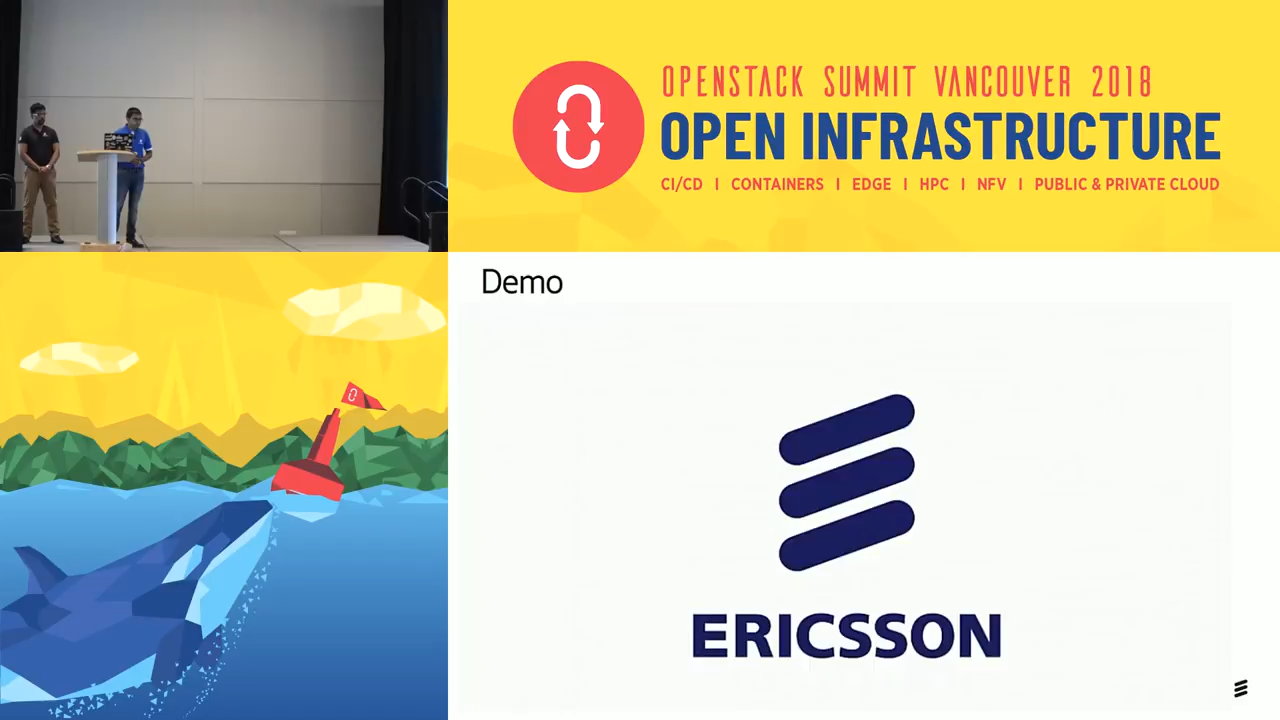 OPENSTACK SUMMIT VANCOUVER 2018
OPEN INFRASTRUCTURE
CI/CD | CONTAINERS | EDGE | HPC | NFV | PUBLIC & PRIVATE CLOUD
Demo
ERICSSON